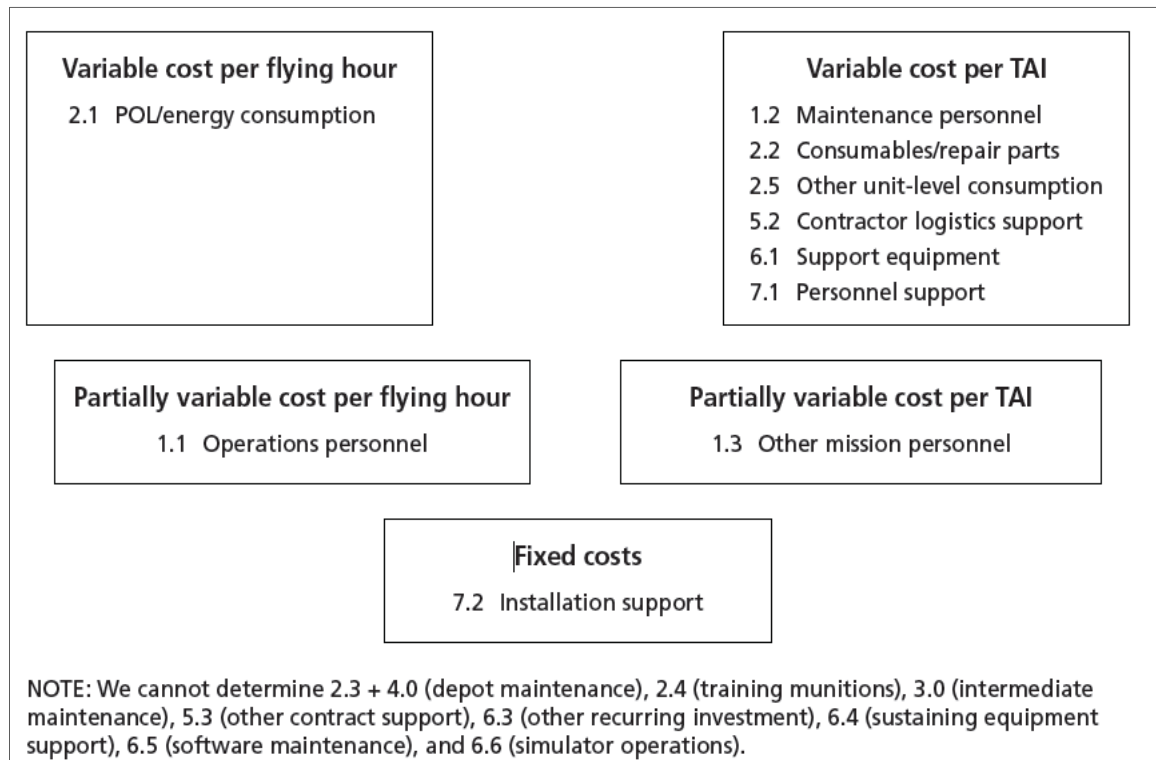 Variable cost per flying hour
2.1 POL/energy consumption
Variable cost per TAI
1.2 Maintenance personnel
2.2 Consumables/repair parts
2.5 Other unit-level consumption
5.2 Contractor logistics support
6.1 Support equipment
7.1 Personnel support
Partially variable cost per flying hour
1.1 Operations personnel
Partially variable cost per TAI
1.3 Other mission personnel
Fixed costs
7.2 Installation support
NOTE: We cannot determine 2.3 + 4.0 (depot maintenance), 2.4 (training munitions), 3.0 (intermediate
maintenance), 5.3 (other contract support), 6.3 (other recurring investment), 6.4 (sustaining equipment
support), 6.5 (software maintenance), and 6.6 (simulator operations).